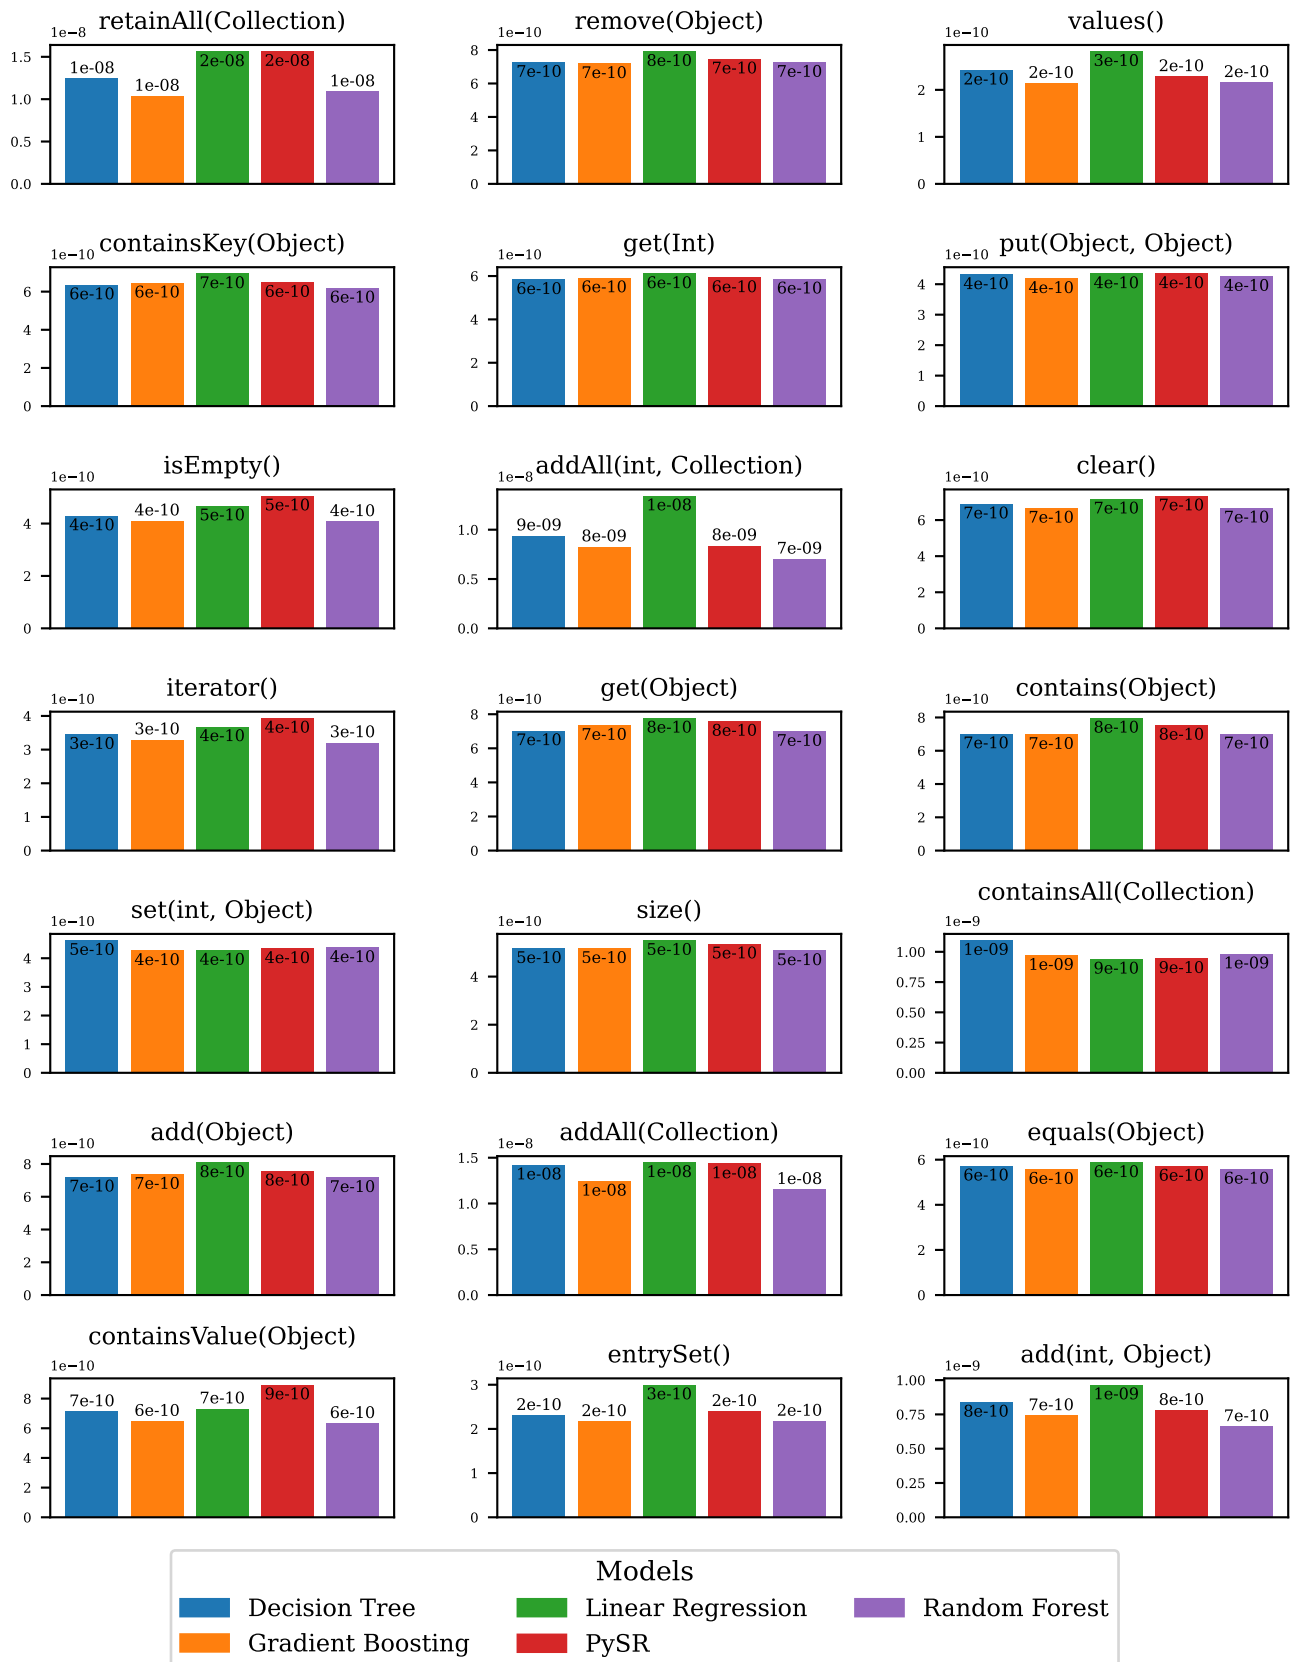 retainAll(Collection) remove(Object) values()
1e−8 1e−10 1e−10
1.5 1e-08 1e-08 2e-08 2e-08 1e-08
1.0
0.5
0.0
8 7e-10 7e-10 8e-10 7e-10 7e-10
6
4
2
0
2e-10 2e-10 3e-10 2e-10 2e-10
2
1
0
containsKey(Object) get(Int) put(Object, Object)
1e−10 1e−10 1e−10
6 6e-10 6e-10 7e-10 6e-10 6e-10
4
2
0
6 6e-10 6e-10 6e-10 6e-10 6e-10
4
2
0
4 4e-10 4e-10 4e-10 4e-10 4e-10
3
2
1
0
isEmpty() addAll(int, Collection) clear()
1e−10 1e−8 1e−10
4 4e-10 4e-10 5e-10 5e-10 4e-10
2
0
1.0 9e-09 8e-09 1e-08 8e-09 7e-09
0.5
0.0
6 7e-10 7e-10 7e-10 7e-10 7e-10
4
2
0
iterator() get(Object) contains(Object)
1e−10 1e−10 1e−10
4 3e-10 3e-10 4e-10 4e-10 3e-10
3
2
1
0
8 7e-10 7e-10 8e-10 8e-10 7e-10
6
4
2
0
8 7e-10 7e-10 8e-10 8e-10 7e-10
6
4
2
0
set(int, Object) size() containsAll(Collection)
1e−10 1e−10 1e−9
4 5e-10 4e-10 4e-10 4e-10 4e-10
3
2
1
0
4 5e-10 5e-10 5e-10 5e-10 5e-10
2
0
1.00 1e-09 1e-09 9e-10 9e-10 1e-09
0.75
0.50
0.25
0.00
add(Object) addAll(Collection) equals(Object)
1e−10 1e−8 1e−10
8 7e-10 7e-10 8e-10 8e-10 7e-10
6
4
2
0
1.5 1e-08 1e-08 1e-08 1e-08 1e-08
1.0
0.5
0.0
6 6e-10 6e-10 6e-10 6e-10 6e-10
4
2
0
containsValue(Object) entrySet() add(int, Object)
1e−10 1e−10 1e−9
8 7e-10 6e-10 7e-10 9e-10 6e-10
6
4
2
0
3 2e-10 2e-10 3e-10 2e-10 2e-10
2
1
0
1.00 8e-10 7e-10 1e-09 8e-10 7e-10
0.75
0.50
0.25
0.00
Models
Decision Tree Linear Regression Random Forest
Gradient Boosting PySR